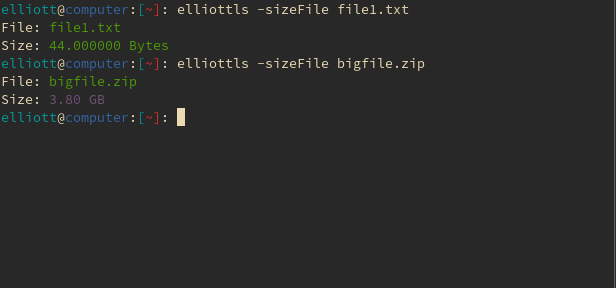 elliott@computer:[~]: elliottls -sizeFile file1.txt
File: file1.txt
Size: 44.000000 Bytes
elliott@computer:[~]: elliottls -sizeFile bigfile.zip
File: bigfile.zip
Size: 3.80 GB
elliott@computer:[~]: